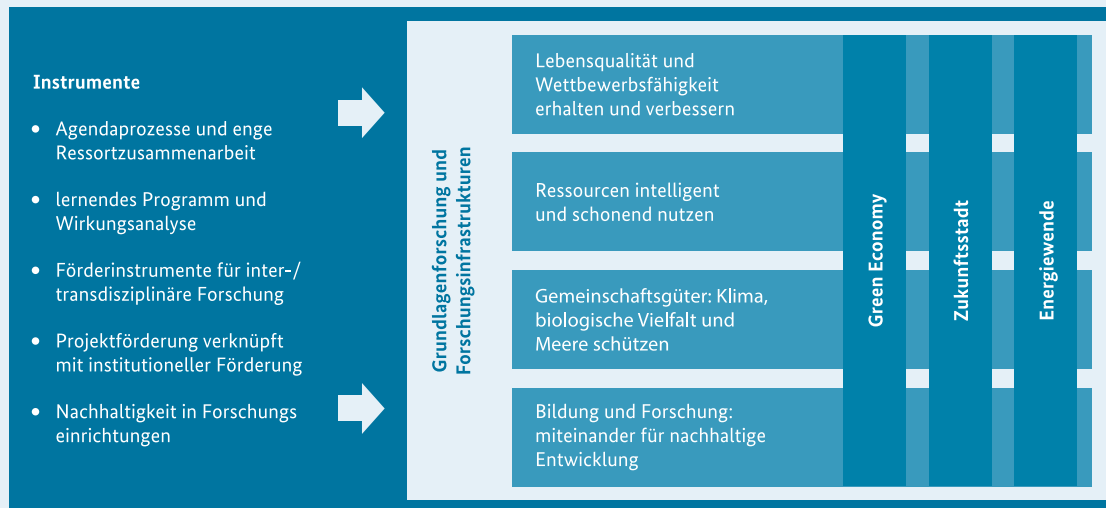 Instrumente
• Agendaprozesse und enge
Ressortzusammenarbeit
• lernendes Programm und
Wirkungsanalyse
• Förderinstrumente für inter-/
transdisziplinäre Forschung
• Projektförderung verknüpft
mit institutioneller Förderung
• Nachhaltigkeit in Forschungs
einrichtungen
Grundlagenforschung und
Forschungsinfrastrukturen
Lebensqualität und
Wettbewerbsfähigkeit
erhalten und verbessern
Ressourcen intelligent
und schonend nutzen
Gemeinschaftsgüter: Klima,
biologische Vielfalt und
Meere schützen
Bildung und Forschung:
miteinander für nachhaltige
Entwicklung
Green Economy
Zukunftsstadt
Energiewende